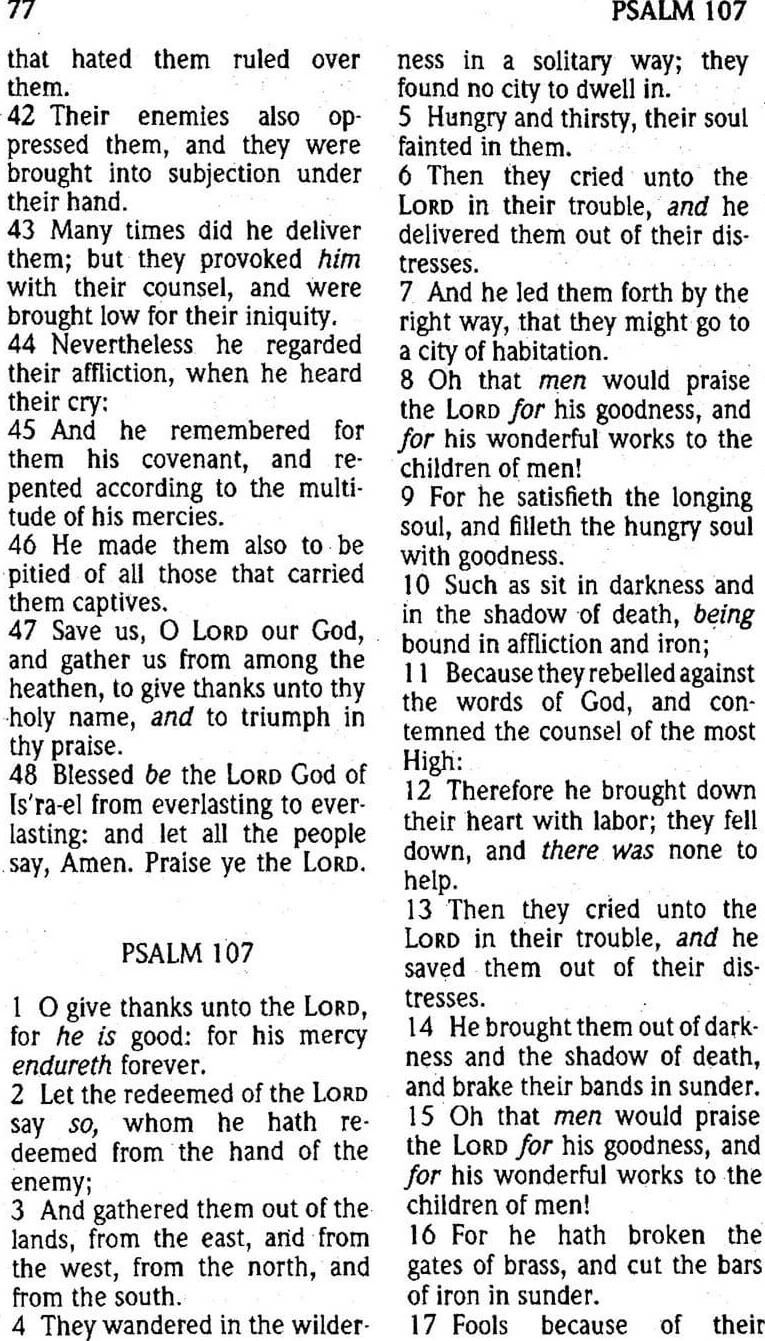 77
PSALM 107
that hated them ruled over
them.
42 Their enemies also op-
pressed them, and they were
brought into subjection under
their hand.
43 Many times did he deliver
them; but they provoked him
with their counsel, and were
brought low for their iniquity.
44 Nevertheless he regarded
their affliction, when he heard
their cry:
45 And he remembered for
them his covenant, and re-
pented according to the multi-
tude of his mercies.
46 He made them also to be
pitied of all those that carried
them captives.
47 Save us, O LORD our God,
and gather us from among the
heathen, to give thanks unto thy
holy name, and to triumph in
thy praise.
48 Blessed be the LORD God of
Is'ra-el from everlasting to ever-
lasting: and let all the people
say, Amen. Praise ye the LORD.
PSALM 107
1 O give thanks unto the LORD,
for he is good: for his mercy
endureth forever.
2 Let the redeemed of the LORD
say so, whom he hath re-
deemed from the hand of the
enemy;
3 And gathered them out of the
lands, from the east, and from
the west, from the north, and
from the south.
4 They wandered in the wilder-
ness in a solitary way; they
found no city to dwell in.
5 Hungry and thirsty, their soul
fainted in them.
6 Then they cried unto the
LORD in their trouble, and he
delivered them out of their dis-
tresses.
7 And he led them forth by the
right way, that they might go to
a city of habitation.
8 Oh that men would praise
the LORD for his goodness, and
for his wonderful works to the
children of men!
9 For he satisfieth the longing
soul, and filleth the hungry soul
with goodness.
10 Such as sit in darkness and
in the shadow of death, being
bound in affliction and iron;
11 Because they rebelled against
the words of God, and con-
temned the counsel of the most
High:
12 Therefore he brought down
their heart with labor; they fell
down, and there was none to
help.
13 Then they cried unto the
LORD in their trouble, and he
saved them out of their dis-
tresses.
14 He brought them out of dark-
ness and the shadow of death,
and brake their bands in sunder.
15 Oh that men would praise
the LORD for his goodness, and
for his wonderful works to the
children of men!
16 For he hath broken the
gates of brass, and cut the bars
of iron in sunder.
17 Fools because of their